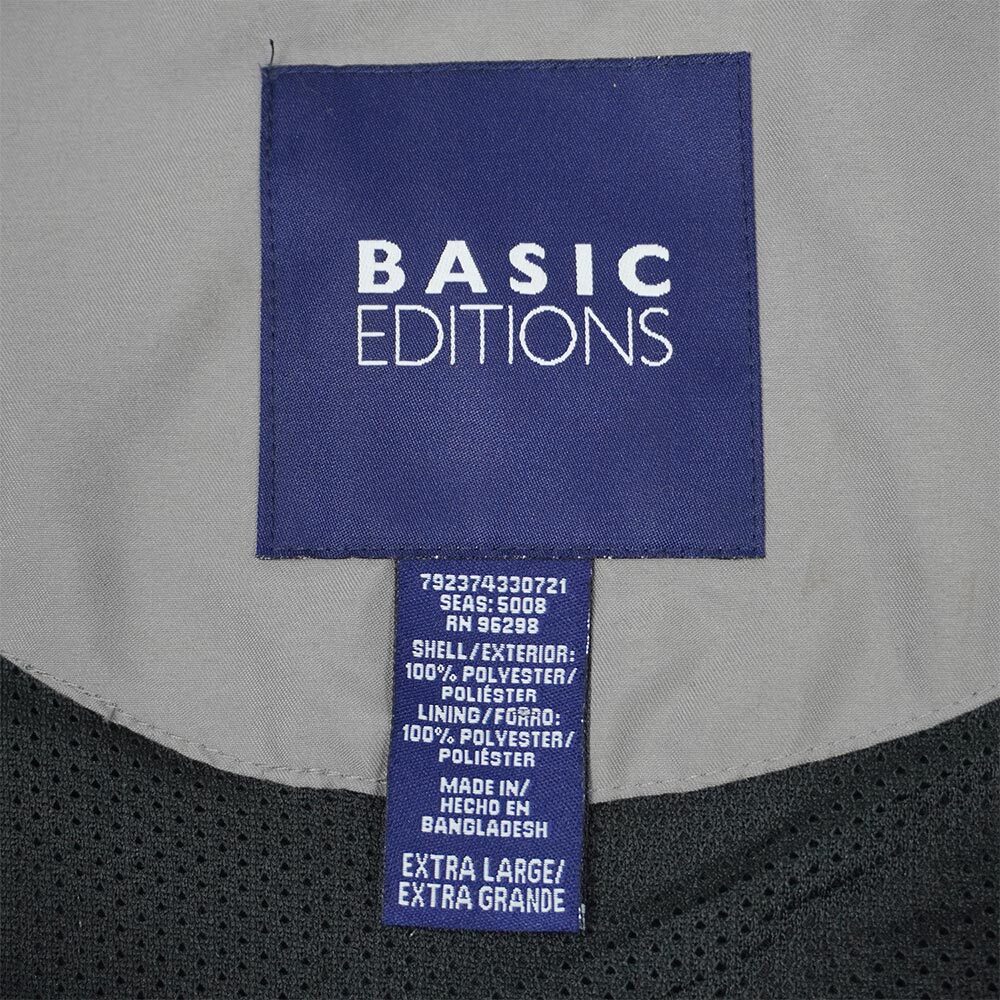 BASIC
EDITIONS
792374330721
SEAS: 5008
RN 96298
SHELL/EXTERIOR:
100% POLYESTER/
POLIÉSTER
LINING/FORRO:
100% POLYESTER/
POLIÉSTER
MADE IN/
HECHO EN
BANGLADESH
EXTRA LARGE/
EXTRA GRANDE